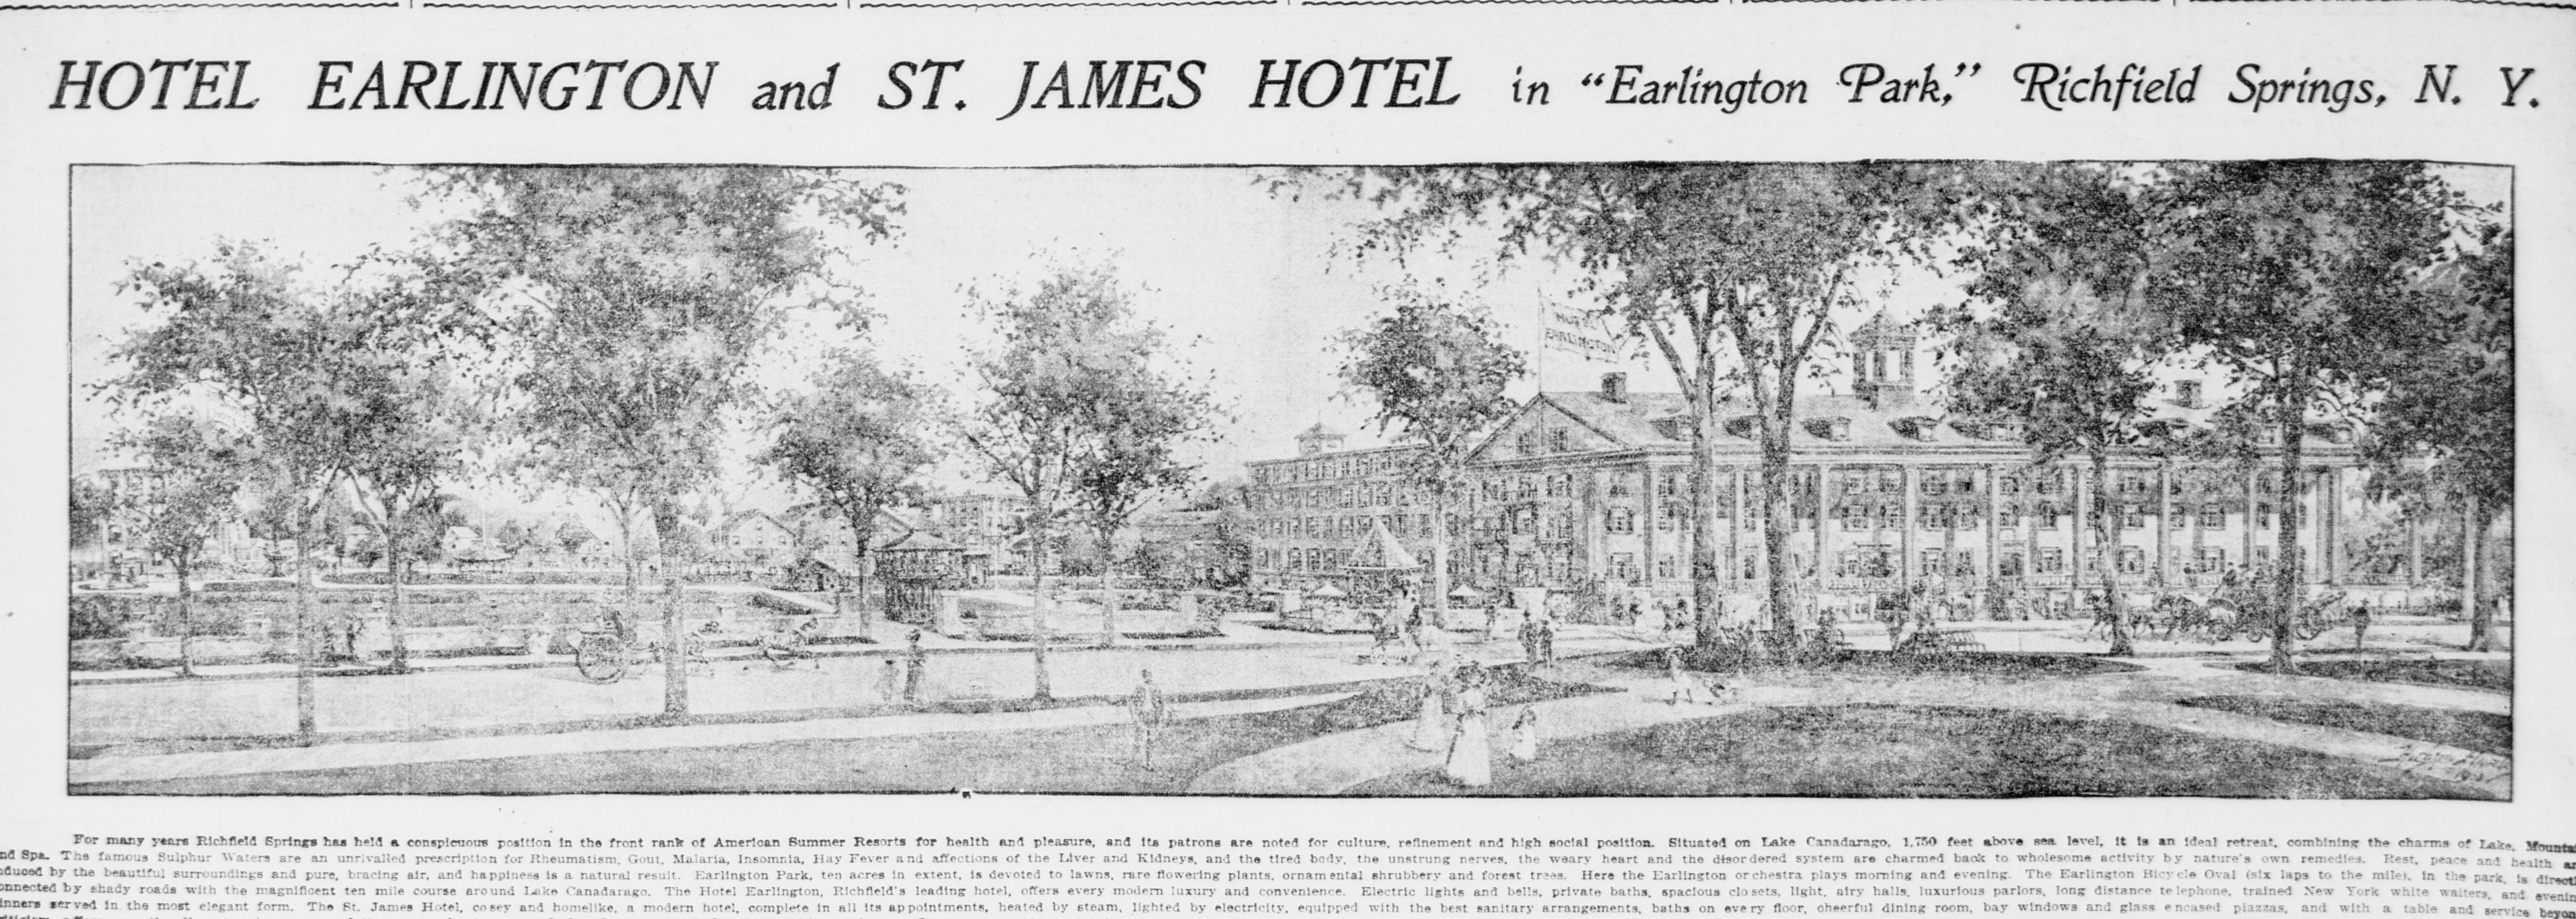 HOTEL EARLINGTON and ST. JAMES HOTEL in "Earlington Park," Richfield Springs, N. Y.
HOTEL
EARLINGTON
For many years Richfield Springs has held a conspicuous position in the front rank of American Summer Resorts for health and pleasure, and its patrons are noted for culture, refinement and high social position. Situated on Lake Canadarago, 1,750 feet above sea level, it is an ideal retreat, combining the charms of Lake, Mountai
nd Spa. The famous Sulphur Waters are an unrivalled prescription for Rheumatism, Gout, Malaria, Insomnia, Hay Fever and affections of the Liver and Kidneys, and the tired body, the unstrung nerves, the weary heart and the disordered system are charmed back to wholesome activity by nature's own remedies. Rest, peace and health ar
duced by the beautiful surroundings and pure, bracing air, and happiness is a natural result. Earlington Park, ten acres in extent, is devoted to lawns, rare flowering plants, ornamental shrubbery and forest trees. Here the Earlington orchestra plays morning and evening. The Earlington Bicycle Oval (six laps to the mile), in the park, is directl
onnected by shady roads with the magnificent ten mile course around Lake Canadarago. The Hotel Earlington, Richfield's leading hotel, offers every modern luxury and convenience. Electric lights and bells, private baths, spacious closets, light, airy halls, luxurious parlors, long distance telephone, trained New York white waiters, and eveni
inners served in the most elegant form. The St. James Hotel, cosey and homelike, a modern hotel, complete in all its appointments, heated by steam, lighted by electricity, equipped with the best sanitary arrangements, baths on every floor, cheerful dining room, bay windows and glass encased piazzas, and with a table and service beyo